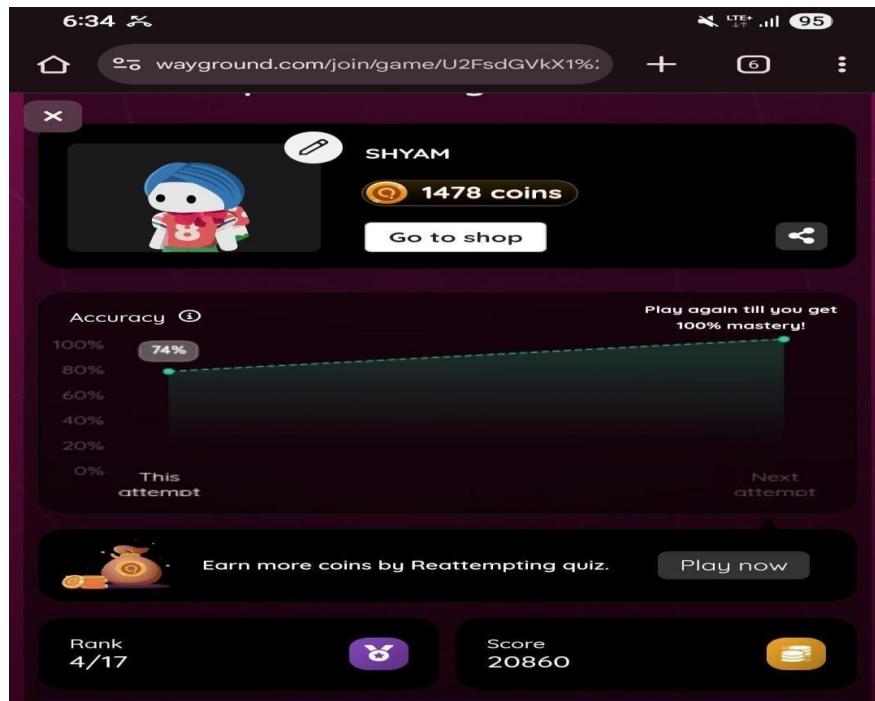 6:34
LTE+ 95
wayground.com/join/game/U2FsdGVkX1%2
6
SHYAM
1478 coins
Go to shop
Accuracy
Play again till you get
100% mastery!
100%
74%
80%
60%
40%
20%
0%
This
attempt
Next
attempt
Earn more coins by Reattempting quiz.
Play now
Rank
4/17
Score
20860